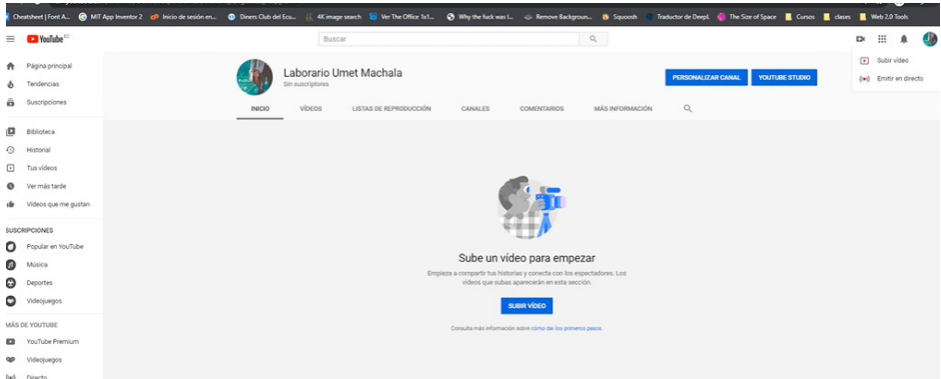 Cheatsheet | Font A...
MIT App Inventor 2
Inicio de sesión en...
Diners Club del Ecu...
4K image search
Ver The Office 1x1...
Why the fuck was I...
Remove Backgroun...
Squoosh
Traductor de DeepL
The Size of Space
Cursos
clases
Web 2.0 Tools
YouTube EC
Buscar
Subir vídeo
Emitir en directo
Página principal
Tendencias
Suscripciones
Biblioteca
Historial
Tus vídeos
Ver más tarde
Vídeos que me gustan
SUSCRIPCIONES
Popular en YouTube
Música
Deportes
Videojuegos
MÁS DE YOUTUBE
YouTube Premium
Videojuegos
Directo
Laborario Umet Machala
Sin suscriptores
PERSONALIZAR CANAL
YOUTUBE STUDIO
INICIO
VÍDEOS
LISTAS DE REPRODUCCIÓN
CANALES
COMENTARIOS
MÁS INFORMACIÓN
Sube un vídeo para empezar
Empieza a compartir tus historias y conecta con los espectadores. Los
vídeos que subas aparecerán en esta sección.
SUBIR VÍDEO
Consulta más información sobre cómo dar los primeros pasos.